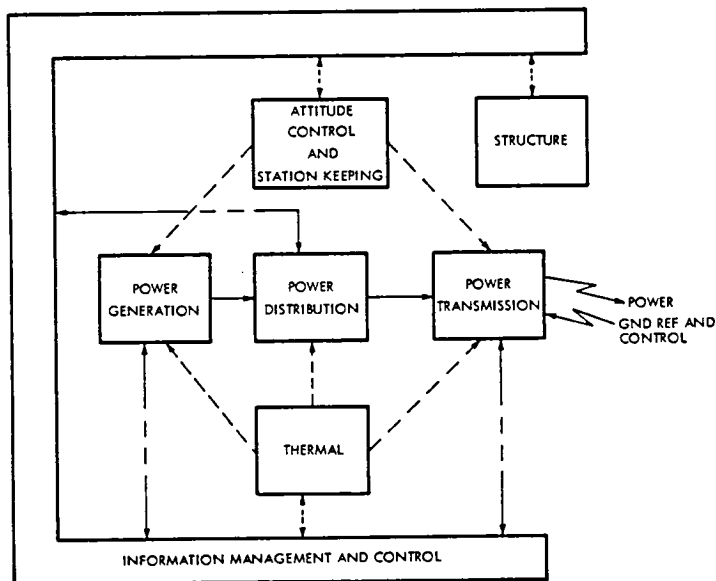 ATTITUDE
CONTROL
AND
STATION KEEPING
STRUCTURE
POWER
GENERATION
POWER
DISTRIBUTION
POWER
TRANSMISSION
POWER
GND REF AND
CONTROL
THERMAL
INFORMATION MANAGEMENT AND CONTROL